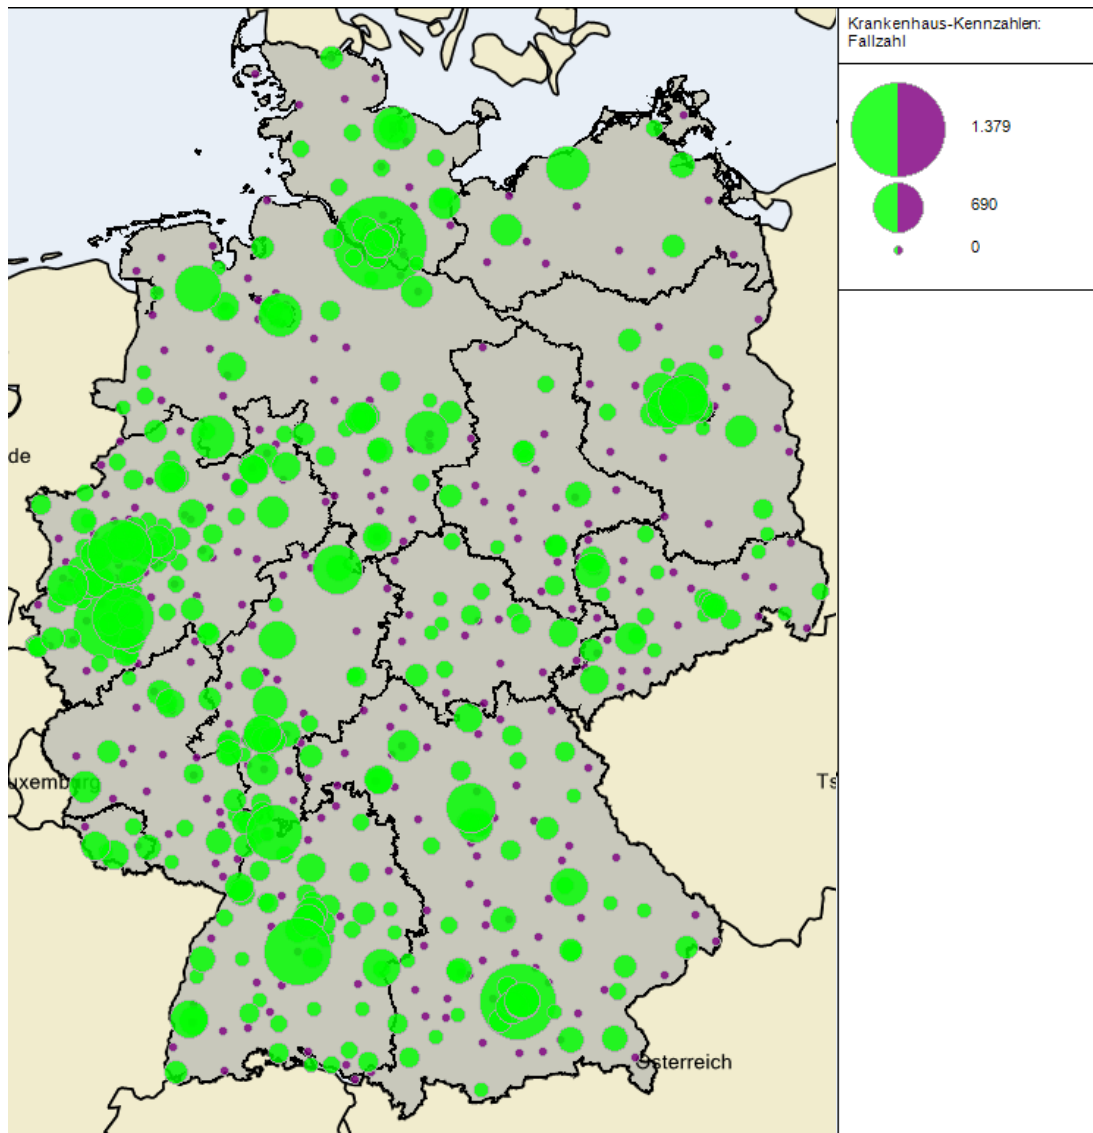 Krankenhaus-Kennzahlen:
Fallzahl
1.379
690
0
de
uxemburg
Ts
Österreich